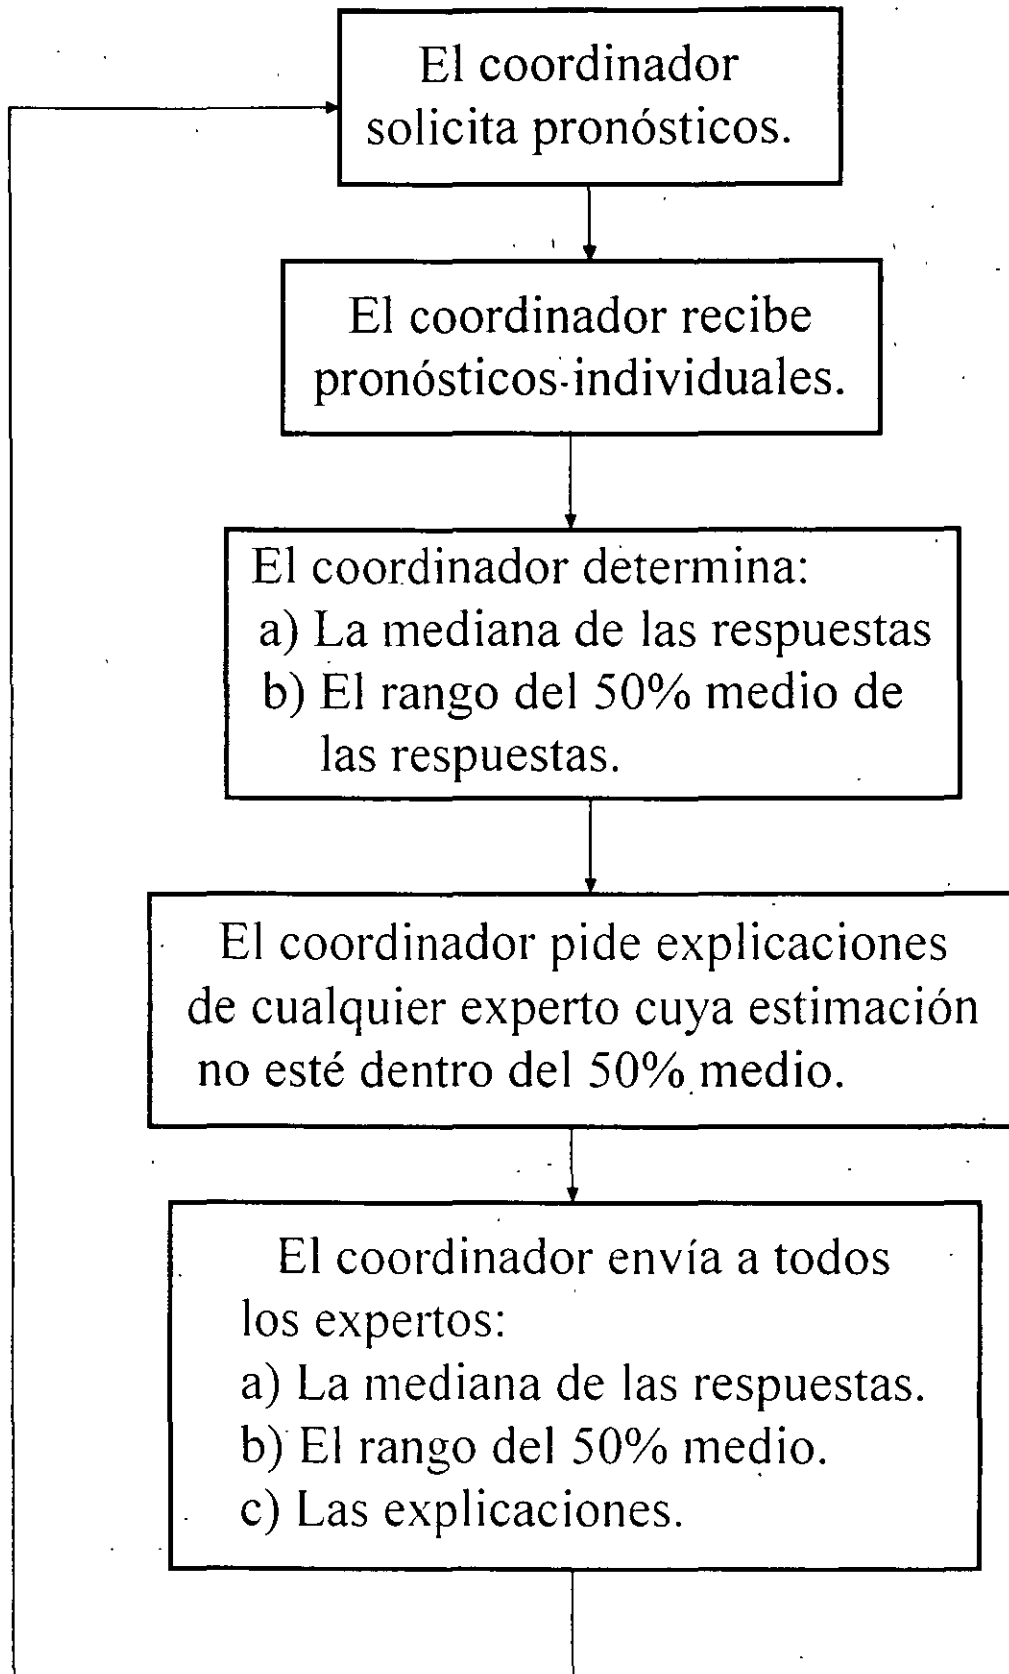 El coordinador
solicita pronósticos.
El coordinador recibe
pronósticos-individuales.
El coordinador determina:
a) La mediana de las respuestas
b) El rango del 50% medio de
las respuestas.
El coordinador pide explicaciones
de cualquier experto cuya estimación
no esté dentro del 50% medio.
El coordinador envía a todos
los expertos:
a) La mediana de las respuestas.
b) El rango del 50% medio.
c) Las explicaciones.